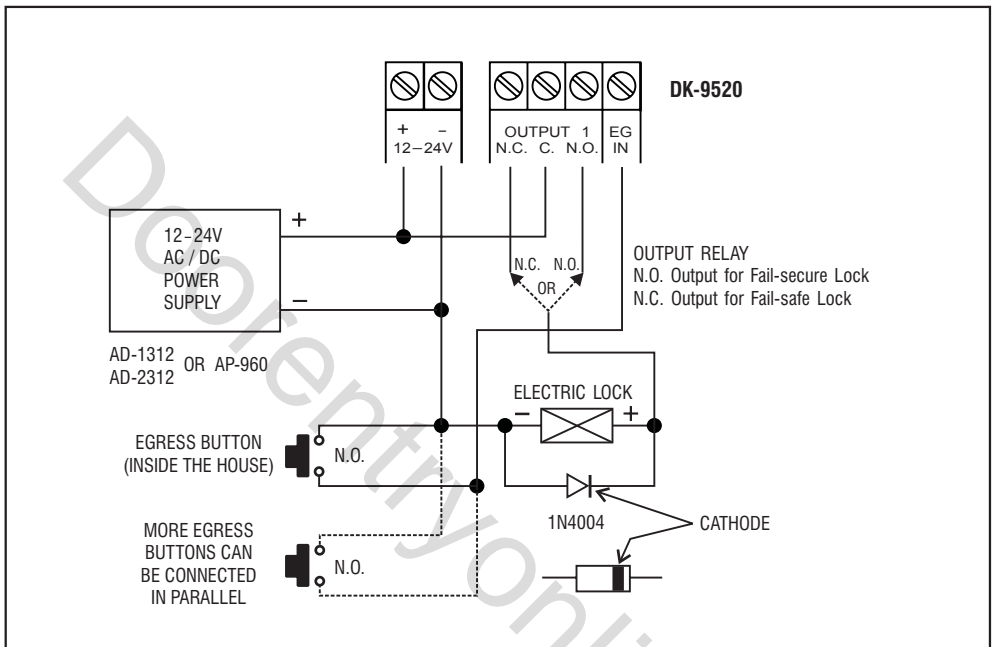 DK-9520
+ −
12–24V
OUTPUT 1
N.C. C. N.O.
EG
IN
+
12-24V
AC / DC
POWER
SUPPLY
−
AD-1312
AD-2312
OR AP-960
N.C. N.O.
OR
OUTPUT RELAY
N.O. Output for Fail-secure Lock
N.C. Output for Fail-safe Lock
ELECTRIC LOCK
− +
EGRESS BUTTON
(INSIDE THE HOUSE)
N.O.
1N4004
CATHODE
MORE EGRESS
BUTTONS CAN
BE CONNECTED
IN PARALLEL
N.O.
Doorentryonli